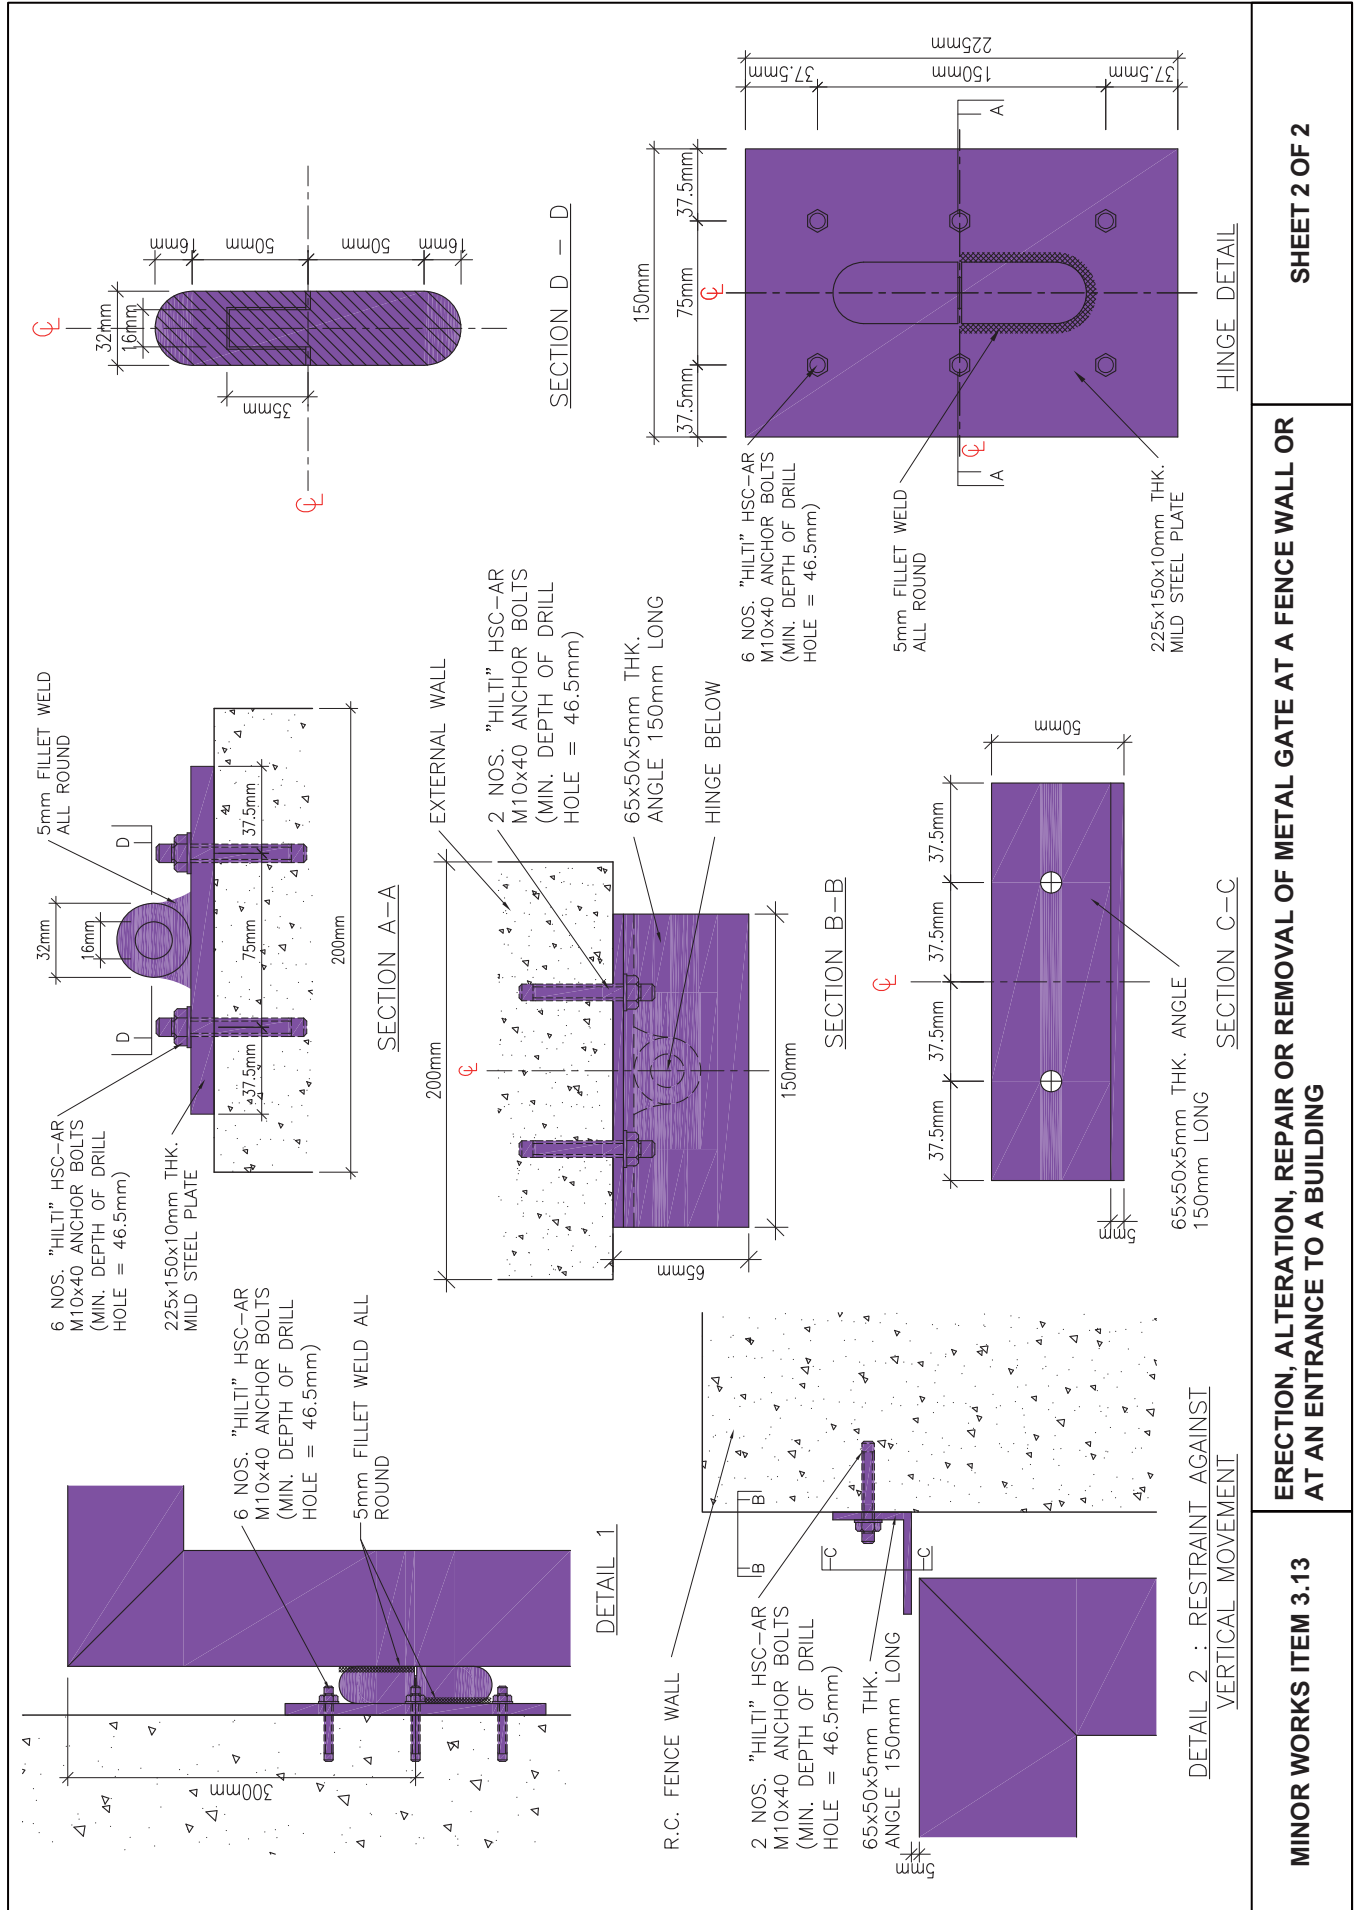 300mm
6 NOS. "HILTI" HSC-AR
M10x40 ANCHOR BOLTS
(MIN. DEPTH OF DRILL
HOLE = 46.5mm)
5mm FILLET WELD ALL
ROUND
DETAIL 1
6 NOS. "HILTI" HSC-AR
M10x40 ANCHOR BOLTS
(MIN. DEPTH OF DRILL
HOLE = 46.5mm)
225x150x10mm THK.
MILD STEEL PLATE
32mm
16mm
D
D
5mm FILLET WELD
ALL ROUND
37.5mm
75mm
37.5mm
200mm
SECTION A-A
℄
℄
32mm
16mm
35mm
16mm
50mm
50mm
16mm
SECTION D - D
200mm
℄
65mm
150mm
EXTERNAL WALL
2 NOS. "HILTI" HSC-AR
M10x40 ANCHOR BOLTS
(MIN. DEPTH OF DRILL
HOLE = 46.5mm)
65x50x5mm THK.
ANGLE 150mm LONG
HINGE BELOW
SECTION B-B
R.C. FENCE WALL
2 NOS. "HILTI" HSC-AR
M10x40 ANCHOR BOLTS
(MIN. DEPTH OF DRILL
HOLE = 46.5mm)
65x50x5mm THK.
ANGLE 150mm LONG
5mm
B
B
C
C
DETAIL 2 : RESTRAINT AGAINST
VERTICAL MOVEMENT
℄
37.5mm
37.5mm
37.5mm
37.5mm
5mm
50mm
65x50x5mm THK. ANGLE
150mm LONG
SECTION C-C
150mm
37.5mm
75mm
37.5mm
℄
℄
6 NOS. "HILTI" HSC-AR
M10x40 ANCHOR BOLTS
(MIN. DEPTH OF DRILL
HOLE = 46.5mm)
5mm FILLET WELD
ALL ROUND
225x150x10mm THK.
MILD STEEL PLATE
A
A
37.5mm
150mm
37.5mm
225mm
HINGE DETAIL
MINOR WORKS ITEM 3.13
ERECTION, ALTERATION, REPAIR OR REMOVAL OF METAL GATE AT A FENCE WALL OR
AT AN ENTRANCE TO A BUILDING
SHEET 2 OF 2